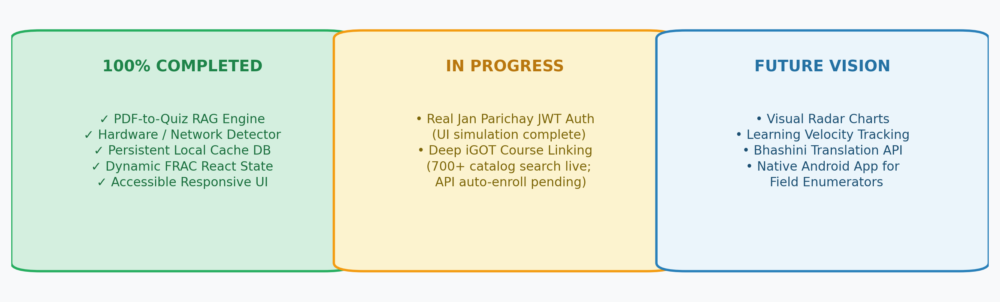 100% COMPLETED
✓ PDF-to-Quiz RAG Engine
✓ Hardware / Network Detector
✓ Persistent Local Cache DB
✓ Dynamic FRAC React State
✓ Accessible Responsive UI
IN PROGRESS
• Real Jan Parichay JWT Auth
(UI simulation complete)
• Deep iGOT Course Linking
(700+ catalog search live;
API auto-enroll pending)
FUTURE VISION
• Visual Radar Charts
• Learning Velocity Tracking
• Bhashini Translation API
• Native Android App for
Field Enumerators